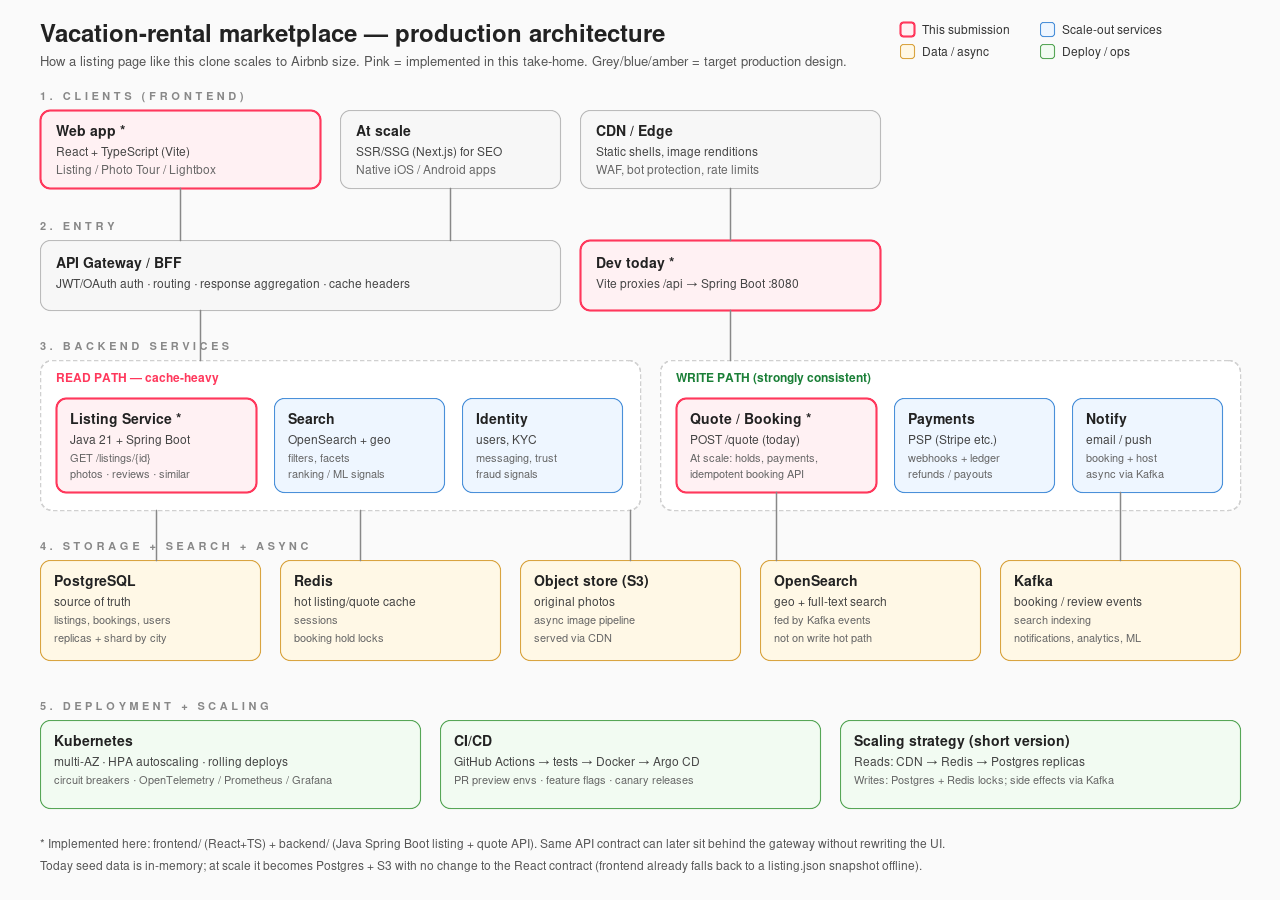 Vacation-rental marketplace — production architecture
How a listing page like this clone scales to Airbnb size. Pink = implemented in this take-home. Grey/blue/amber = target production design.
This submission
Scale-out services
Data / async
Deploy / ops
1. CLIENTS (FRONTEND)
Web app *
React + TypeScript (Vite)
Listing / Photo Tour / Lightbox
At scale
SSR/SSG (Next.js) for SEO
Native iOS / Android apps
CDN / Edge
Static shells, image renditions
WAF, bot protection, rate limits
2. ENTRY
API Gateway / BFF
JWT/OAuth auth · routing · response aggregation · cache headers
Dev today *
Vite proxies /api → Spring Boot :8080
3. BACKEND SERVICES
READ PATH — cache-heavy
Listing Service *
Java 21 + Spring Boot
GET /listings/{id}
photos · reviews · similar
Search
OpenSearch + geo
filters, facets
ranking / ML signals
Identity
users, KYC
messaging, trust
fraud signals
WRITE PATH (strongly consistent)
Quote / Booking *
POST /quote (today)
At scale: holds, payments,
idempotent booking API
Payments
PSP (Stripe etc.)
webhooks + ledger
refunds / payouts
Notify
email / push
booking + host
async via Kafka
4. STORAGE + SEARCH + ASYNC
PostgreSQL
source of truth
listings, bookings, users
replicas + shard by city
Redis
hot listing/quote cache
sessions
booking hold locks
Object store (S3)
original photos
async image pipeline
served via CDN
OpenSearch
geo + full-text search
fed by Kafka events
not on write hot path
Kafka
booking / review events
search indexing
notifications, analytics, ML
5. DEPLOYMENT + SCALING
Kubernetes
multi-AZ · HPA autoscaling · rolling deploys
circuit breakers · OpenTelemetry / Prometheus / Grafana
CI/CD
GitHub Actions → tests → Docker → Argo CD
PR preview envs · feature flags · canary releases
Scaling strategy (short version)
Reads: CDN → Redis → Postgres replicas
Writes: Postgres + Redis locks; side effects via Kafka
* Implemented here: frontend/ (React+TS) + backend/ (Java Spring Boot listing + quote API). Same API contract can later sit behind the gateway without rewriting the UI.
Today seed data is in-memory; at scale it becomes Postgres + S3 with no change to the React contract (frontend already falls back to a listing.json snapshot offline).